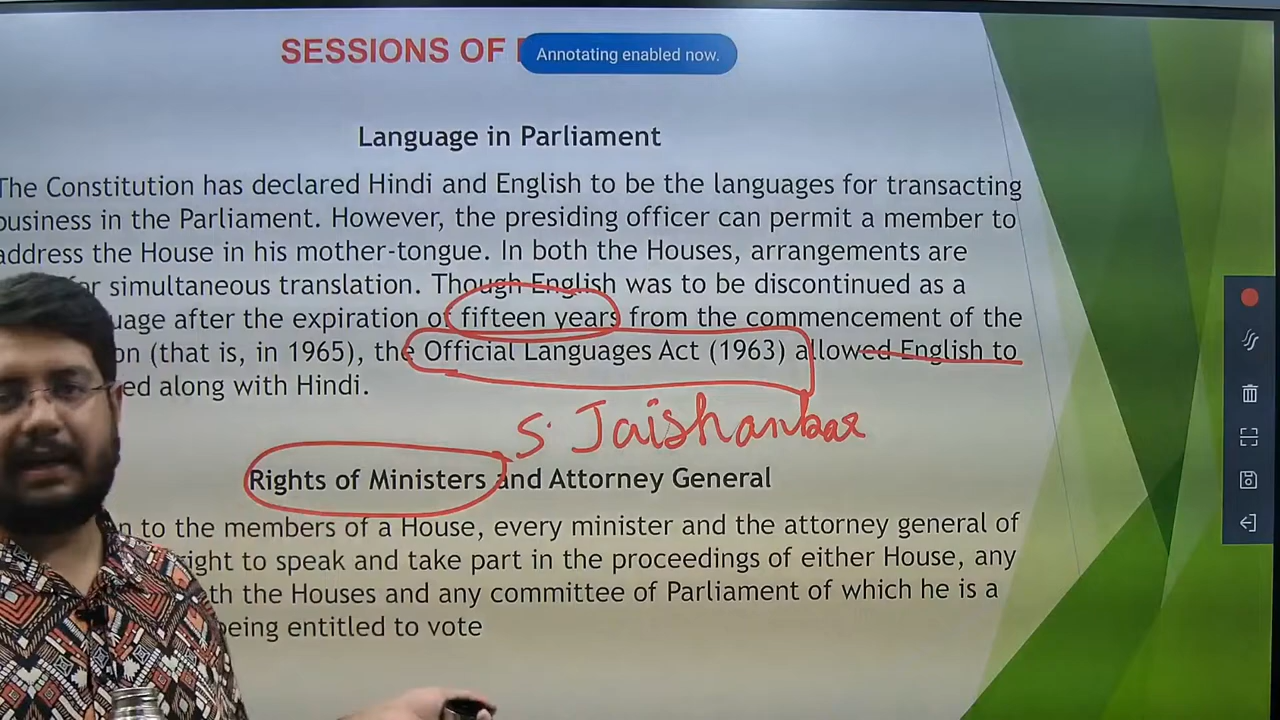 SESSIONS OF
Annotating enabled now.
Language in Parliament
The Constitution has declared Hindi and English to be the languages for transacting
business in the Parliament. However, the presiding officer can permit a member to
address the House in his mother-tongue. In both the Houses, arrangements are
simultaneous translation. Though English was to be discontinued as a
after the expiration of fifteen years from the commencement of the
(that is, in 1965), the Official Languages Act (1963) allowed English to
along with Hindi.
S. Jaishankar
Rights of Ministers and Attorney General
to the members of a House, every minister and the attorney general of
right to speak and take part in the proceedings of either House, any
the Houses and any committee of Parliament of which he is a
being entitled to vote